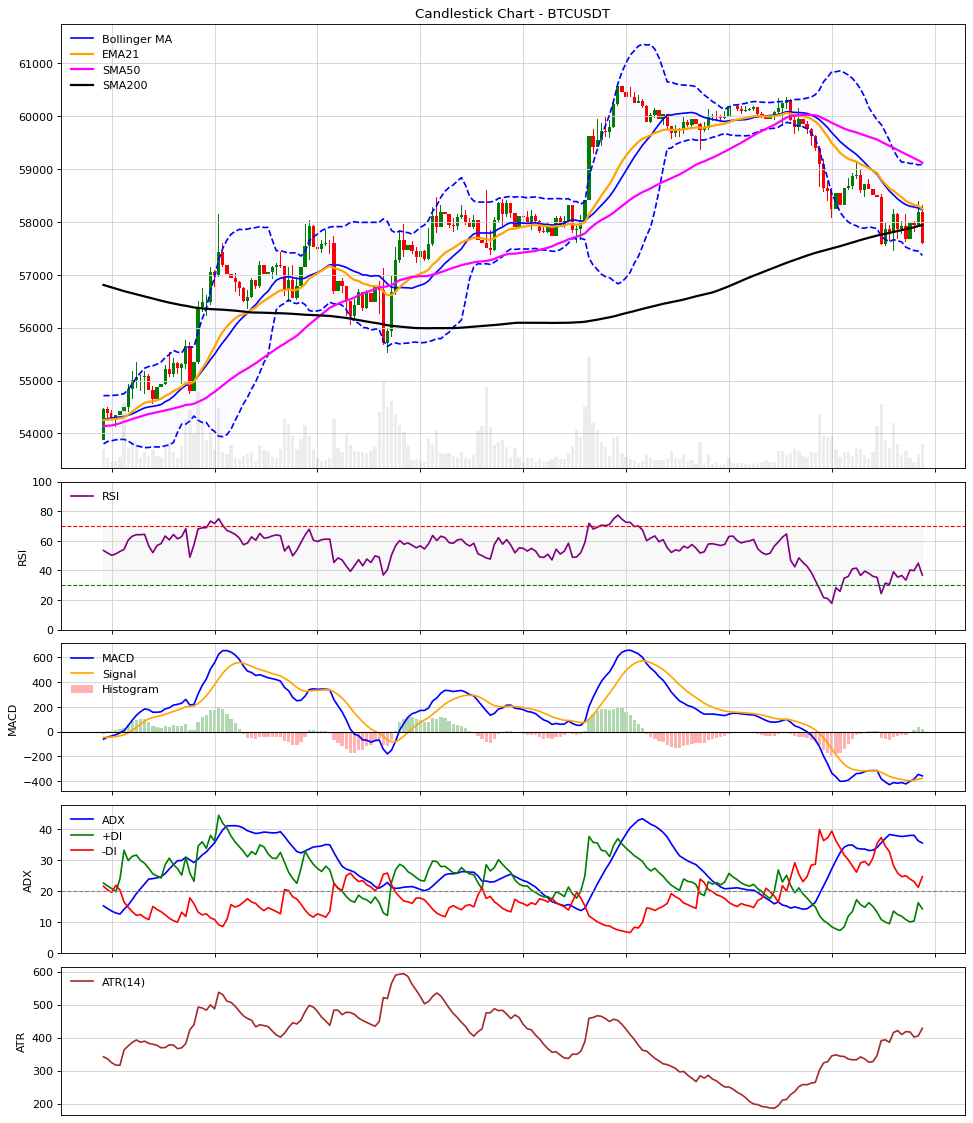 Candlestick Chart - BTCUSDT
Bollinger MA
EMA21
SMA50
SMA200
61000
60000
59000
58000
57000
56000
55000
54000
RSI
100
80
60
40
20
0
RSI
MACD
Signal
Histogram
600
400
200
0
−200
−400
MACD
ADX
+DI
-DI
40
30
20
10
0
ADX
ATR(14)
600
500
400
300
200
ATR